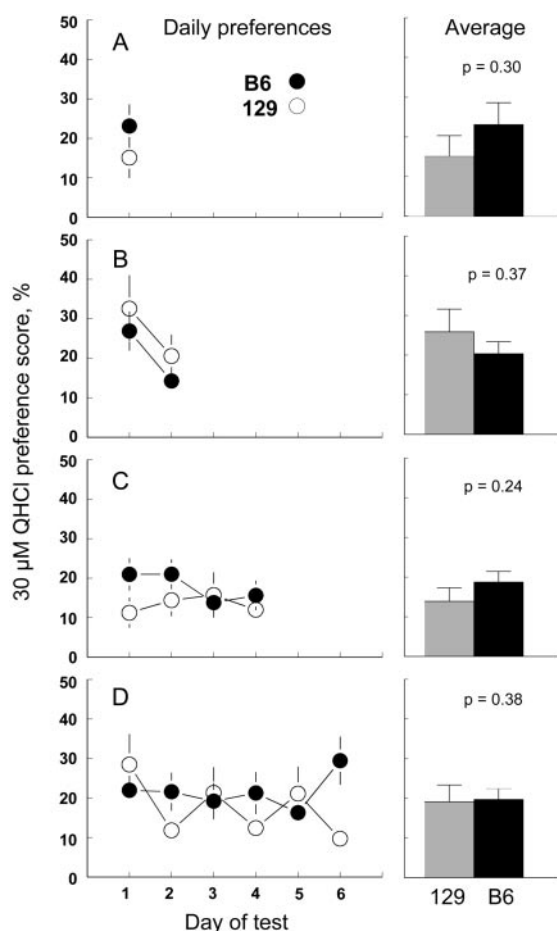 Daily preferences
Average
A
B6
129
p = 0.30
50
40
30
20
10
0
B
p = 0.37
50
40
30
20
10
0
30 µM QHCl preference score, %
C
p = 0.24
50
40
30
20
10
0
D
p = 0.38
50
40
30
20
10
0
1 2 3 4 5 6
129 B6
Day of test